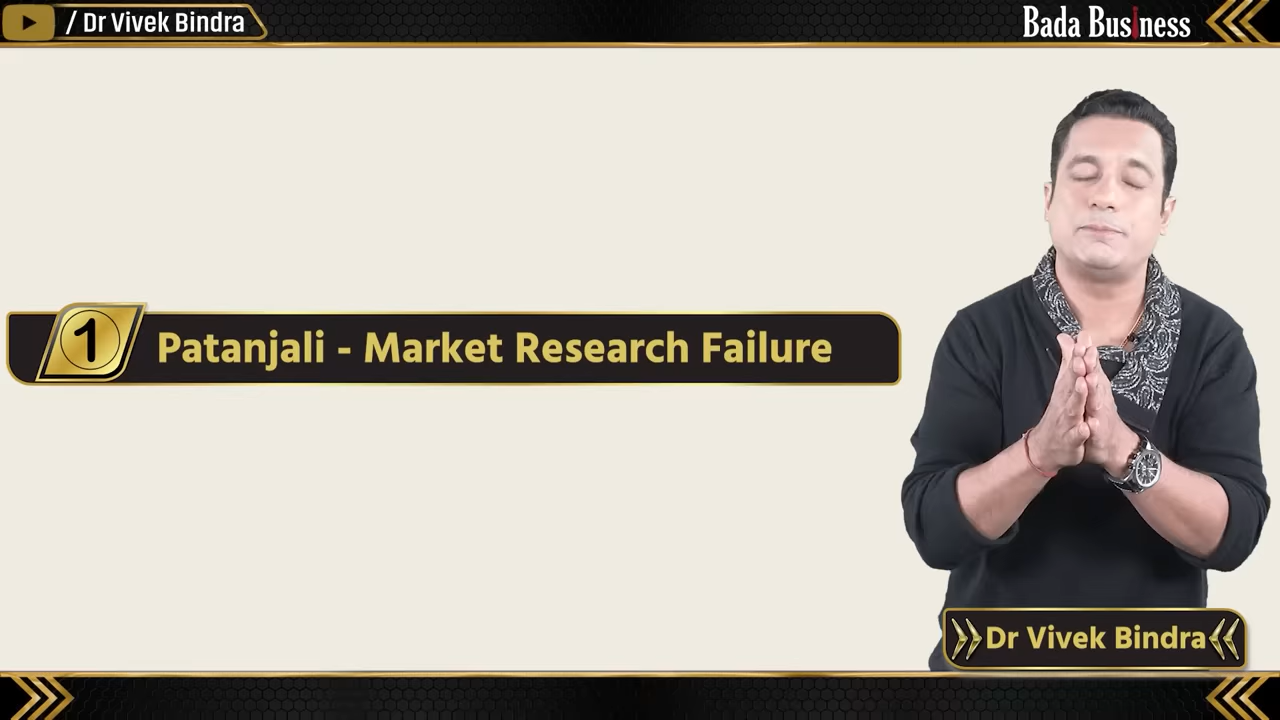 / Dr Vivek Bindra
Bada Business
1 Patanjali - Market Research Failure
Dr Vivek Bindra